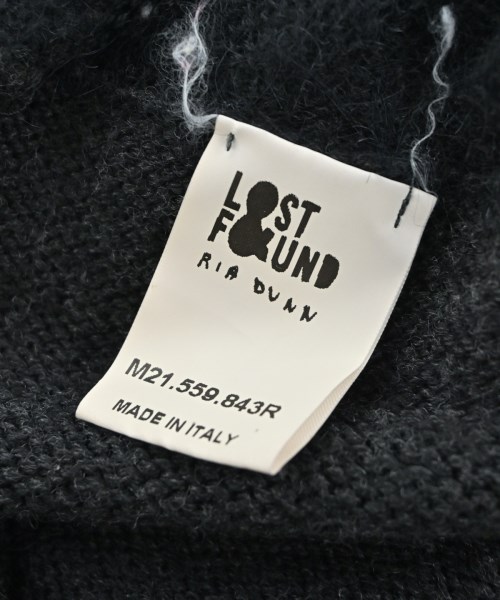 LOST
F&UND
RIA DUNN
M21.559.843R
MADE IN ITALY